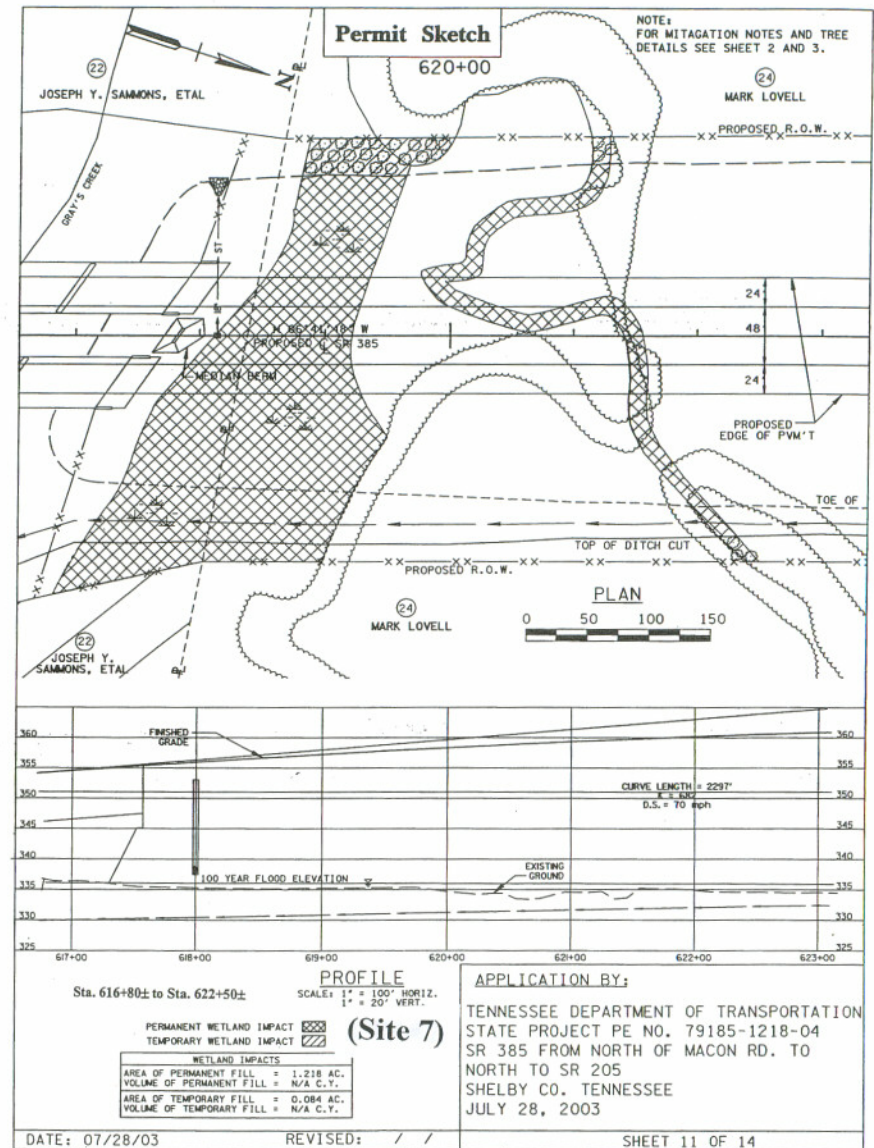 Permit Sketch
620+00
NOTE:
FOR MITAGATION NOTES AND TREE
DETAILS SEE SHEET 2 AND 3.
22
JOSEPH Y. SAMMONS, ETAL
N
24
MARK LOVELL
PROPOSED R.O.W.
GRAY'S CREEK
ST
24
48
24
PROPOSED ℄ SR 385
MEDIAN BERM
PROPOSED
EDGE OF PVM'T
TOE OF
TOP OF DITCH CUT
PROPOSED R.O.W.
PLAN
0 50 100 150
24
MARK LOVELL
22
JOSEPH Y.
SAMMONS, ETAL
360 360
FINISHED
GRADE
355 355
CURVE LENGTH = 2297'
D.S. = 70 mph
350 350
345 345
340 340
100 YEAR FLOOD ELEVATION
EXISTING
GROUND
335 335
330 330
325 325
617+00 618+00 619+00 620+00 621+00 622+00 623+00
Sta. 616+80± to Sta. 622+50±
PROFILE
SCALE: 1" = 100' HORIZ.
1" = 20' VERT.
PERMANENT WETLAND IMPACT
TEMPORARY WETLAND IMPACT
(Site 7)
WETLAND IMPACTS
AREA OF PERMANENT FILL = 1.218 AC.
VOLUME OF PERMANENT FILL = N/A C.Y.
AREA OF TEMPORARY FILL = 0.084 AC.
VOLUME OF TEMPORARY FILL = N/A C.Y.
APPLICATION BY:
TENNESSEE DEPARTMENT OF TRANSPORTATION
STATE PROJECT PE NO. 79185-1218-04
SR 385 FROM NORTH OF MACON RD. TO
NORTH TO SR 205
SHELBY CO. TENNESSEE
JULY 28, 2003
DATE: 07/28/03 REVISED: / /
SHEET 11 OF 14